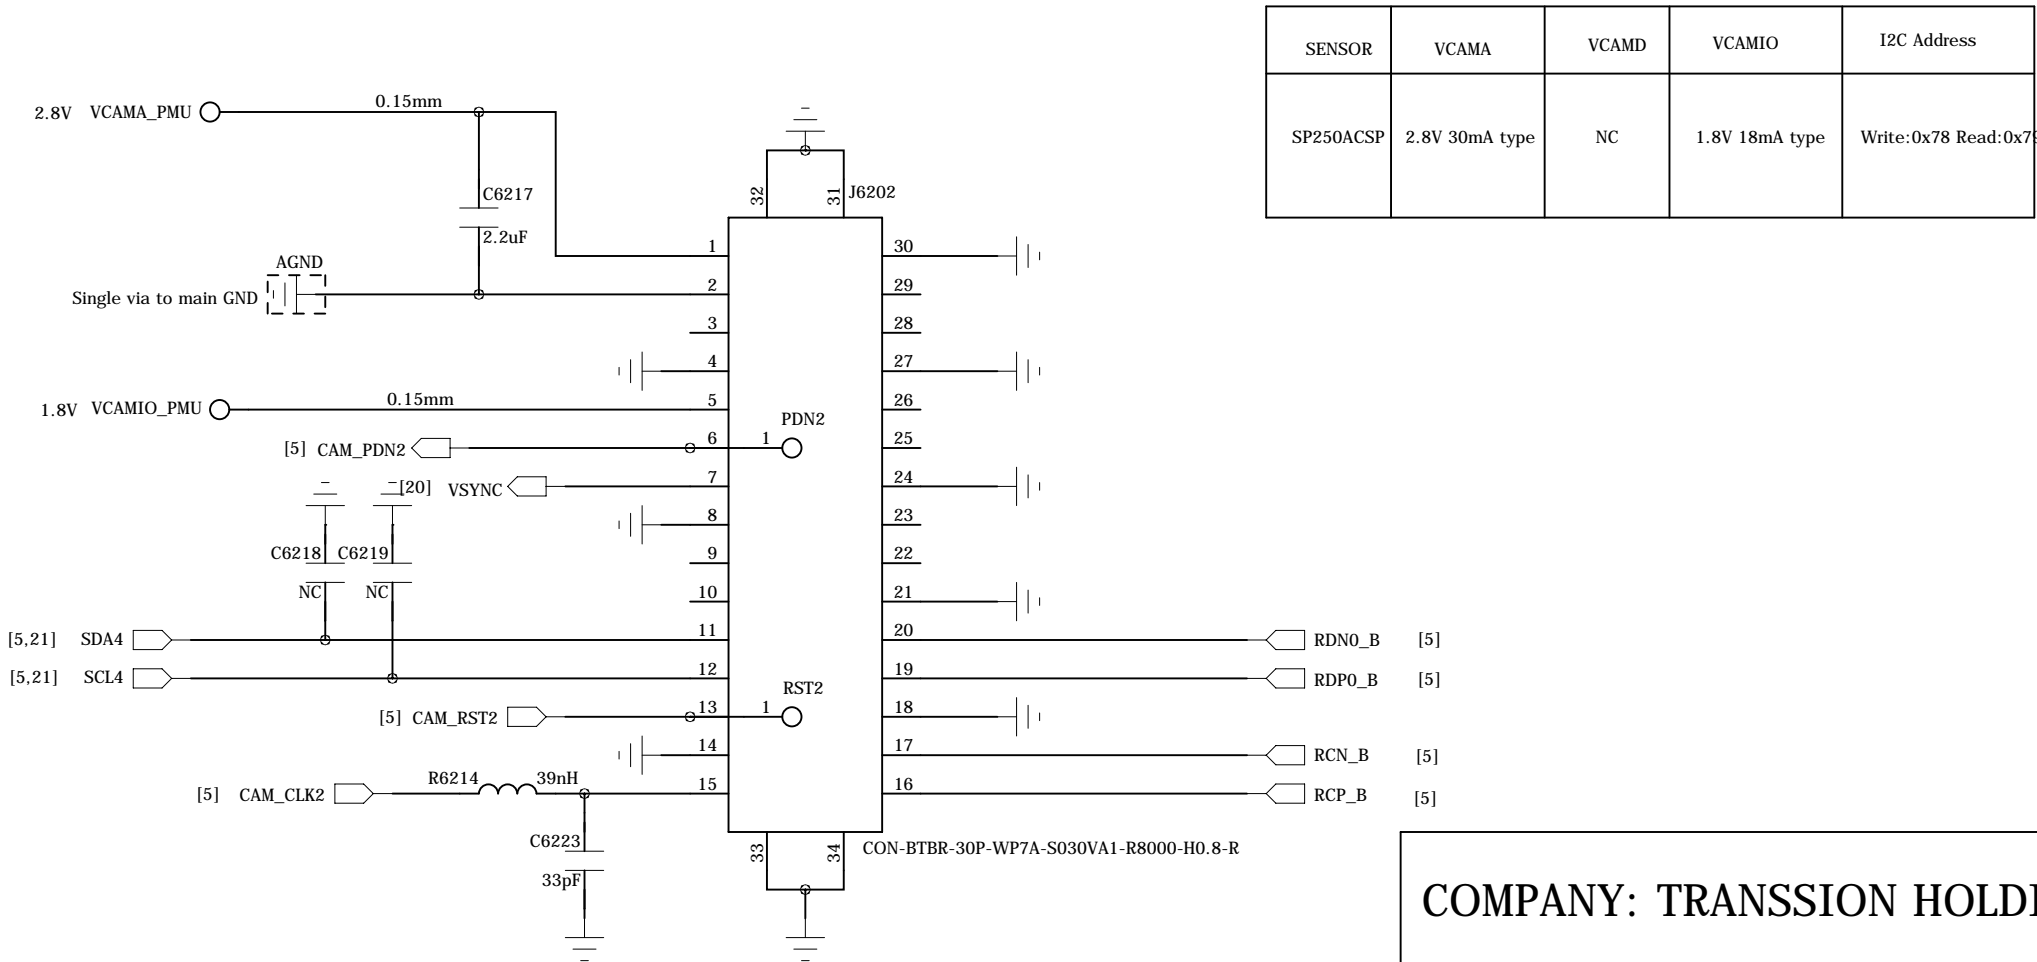 SENSOR VCAMA VCAMD VCAMIO I2C Address
SP250ACSP 2.8V 30mA type NC 1.8V 18mA type Write:0x78 Read:0x79
2.8V VCAMA_PMU 0.15mm
C6217
2.2uF
AGND
Single via to main GND
32 31 J6202
1 30
2 29
3 28
4 27
1.8V VCAMIO_PMU 0.15mm 5 26
PDN2
[5] CAM_PDN2 6 1 25
[20] VSYNC 7 24
8 23
C6218 C6219 9 22
NC NC 10 21
[5,21] SDA4 11 20 RDN0_B [5]
[5,21] SCL4 12 19 RDP0_B [5]
RST2
[5] CAM_RST2 13 1 18
14 17 RCN_B [5]
R6214 39nH
[5] CAM_CLK2 15 16 RCP_B [5]
C6223
33pF
33 34 CON-BTBR-30P-WP7A-S030VA1-R8000-H0.8-R
COMPANY: TRANSSION HOLDI